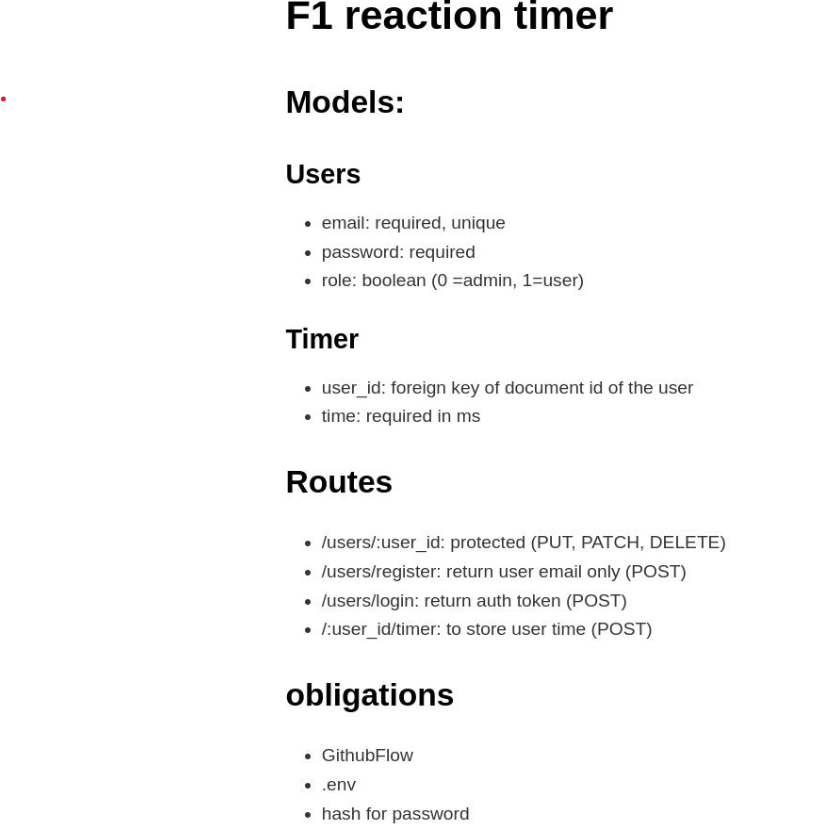 F1 reaction timer
Models:
Users
• email: required, unique
• password: required
• role: boolean (0 =admin, 1=user)
Timer
• user_id: foreign key of document id of the user
• time: required in ms
Routes
• /users/:user_id: protected (PUT, PATCH, DELETE)
• /users/register: return user email only (POST)
• /users/login: return auth token (POST)
• /:user_id/timer: to store user time (POST)
obligations
• GithubFlow
• .env
• hash for password